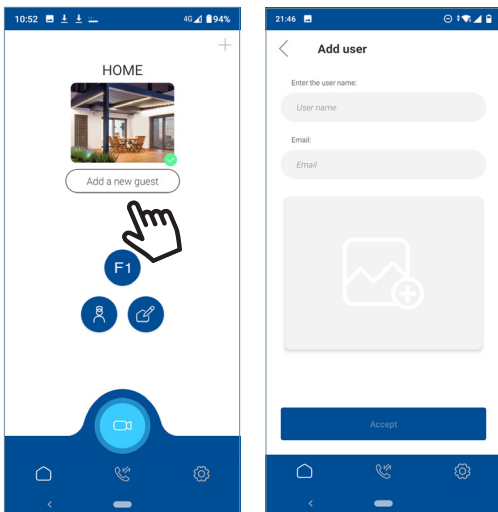 10:52
4G 94%
HOME
Add a new guest
F1
21:46
Add user
Enter the user name:
User name
Email:
Email
Accept